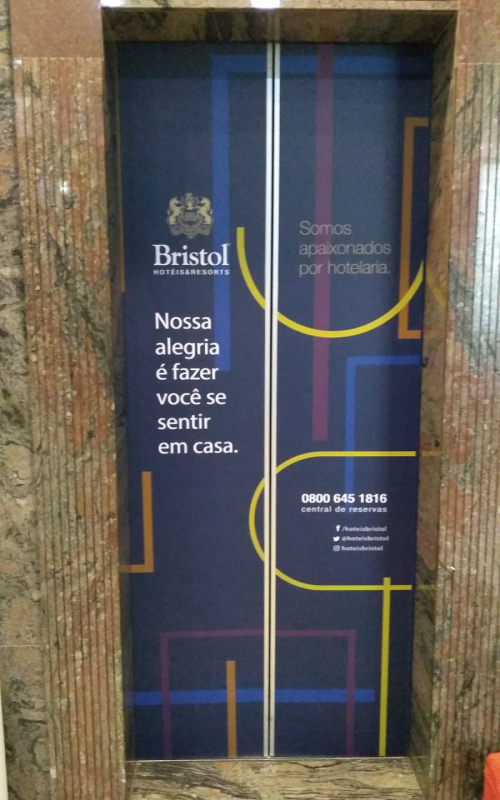 Bristol
HOTÉIS&RESORTS
Nossa
alegria
é fazer
você se
sentir
em casa.
Somos
apaixonados
por hotelaria.
0800 645 1816
central de reservas
/hoteisbristol
@hoteisbristol
hoteisbristol